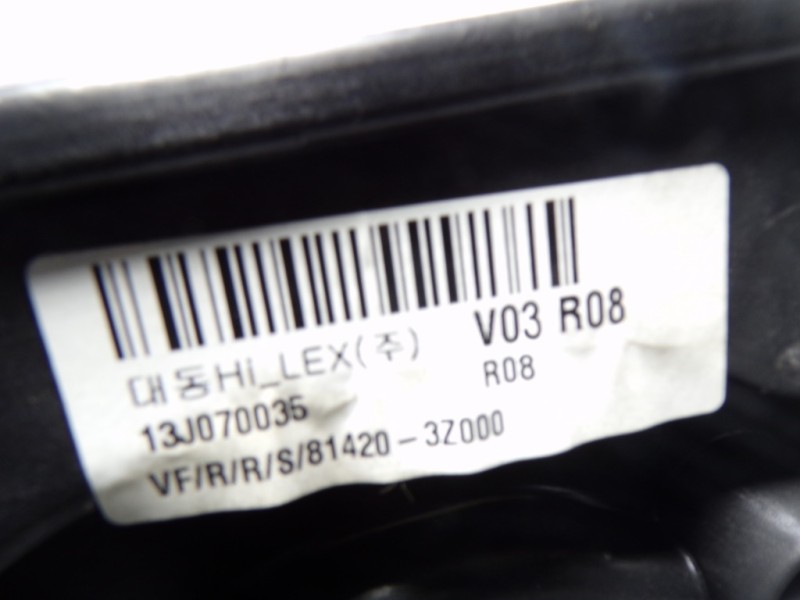 V03 R08
대동Hi_LEX(주)
R08
13J070035
VF/R/R/S/81420-3Z000